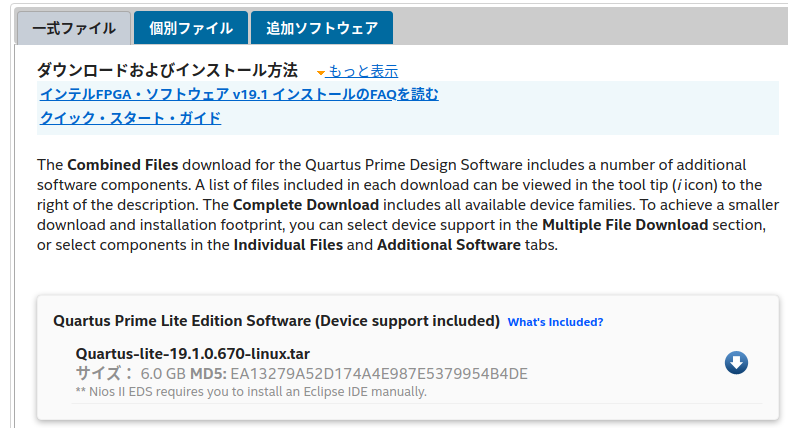 一式ファイル 個別ファイル 追加ソフトウェア
ダウンロードおよびインストール方法 もっと表示
インテルFPGA・ソフトウェア v19.1 インストールのFAQを読む
クイック・スタート・ガイド
The Combined Files download for the Quartus Prime Design Software includes a number of additional
software components. A list of files included in each download can be viewed in the tool tip (i icon) to the
right of the description. The Complete Download includes all available device families. To achieve a smaller
download and installation footprint, you can select device support in the Multiple File Download section,
or select components in the Individual Files and Additional Software tabs.
Quartus Prime Lite Edition Software (Device support included) What's Included?
Quartus-lite-19.1.0.670-linux.tar
サイズ： 6.0 GB MD5: EA13279A52D174A4E987E5379954B4DE
** Nios II EDS requires you to install an Eclipse IDE manually.